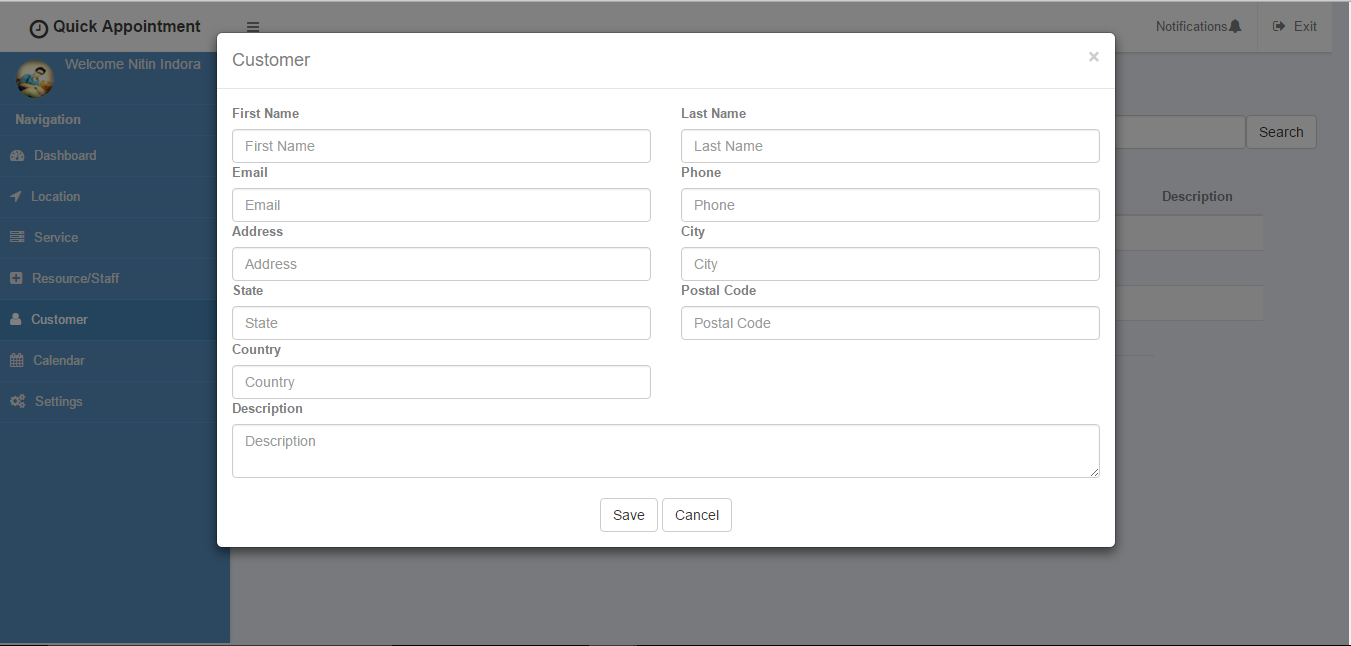 Quick Appointment
Notifications
Exit
Welcome Nitin Indora
Navigation
Dashboard
Location
Service
Resource/Staff
Customer
Calendar
Settings
Search
Description
Customer
×
First Name
Last Name
First Name
Last Name
Email
Phone
Email
Phone
Address
City
Address
City
State
Postal Code
State
Postal Code
Country
Country
Description
Description
Save
Cancel